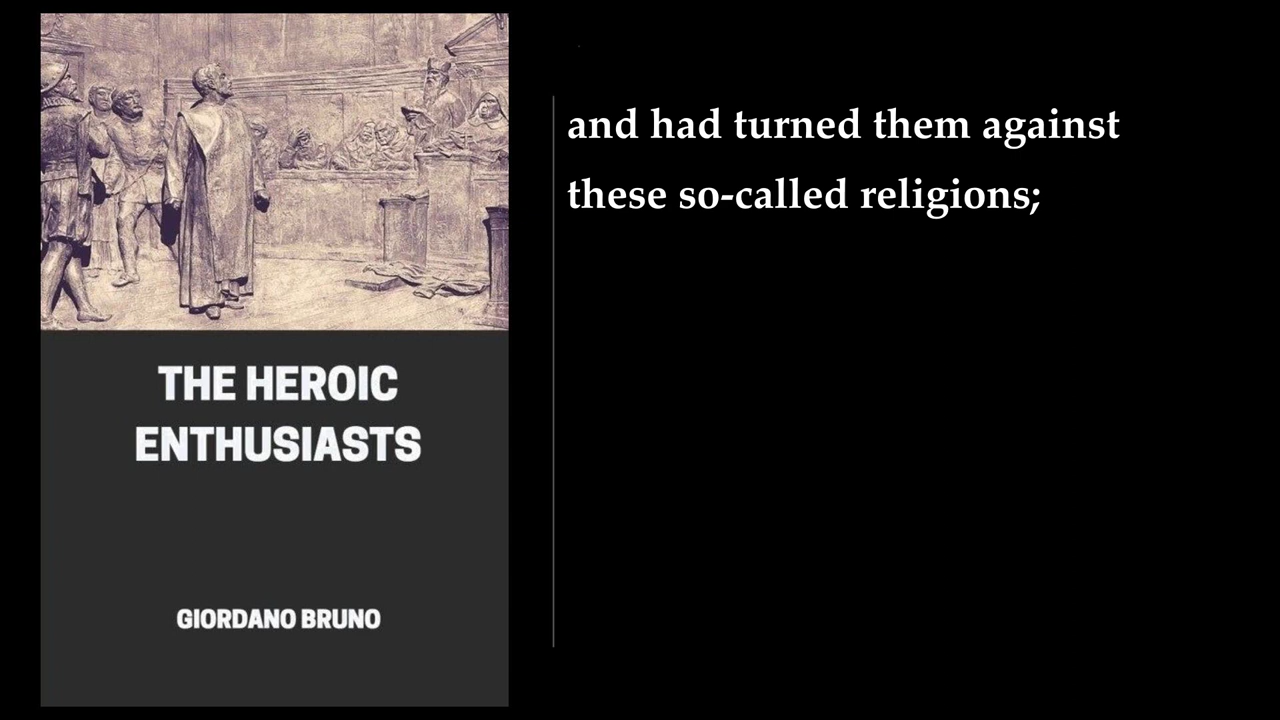 THE HEROIC
ENTHUSIASTS
GIORDANO BRUNO
and had turned them against
these so-called religions;